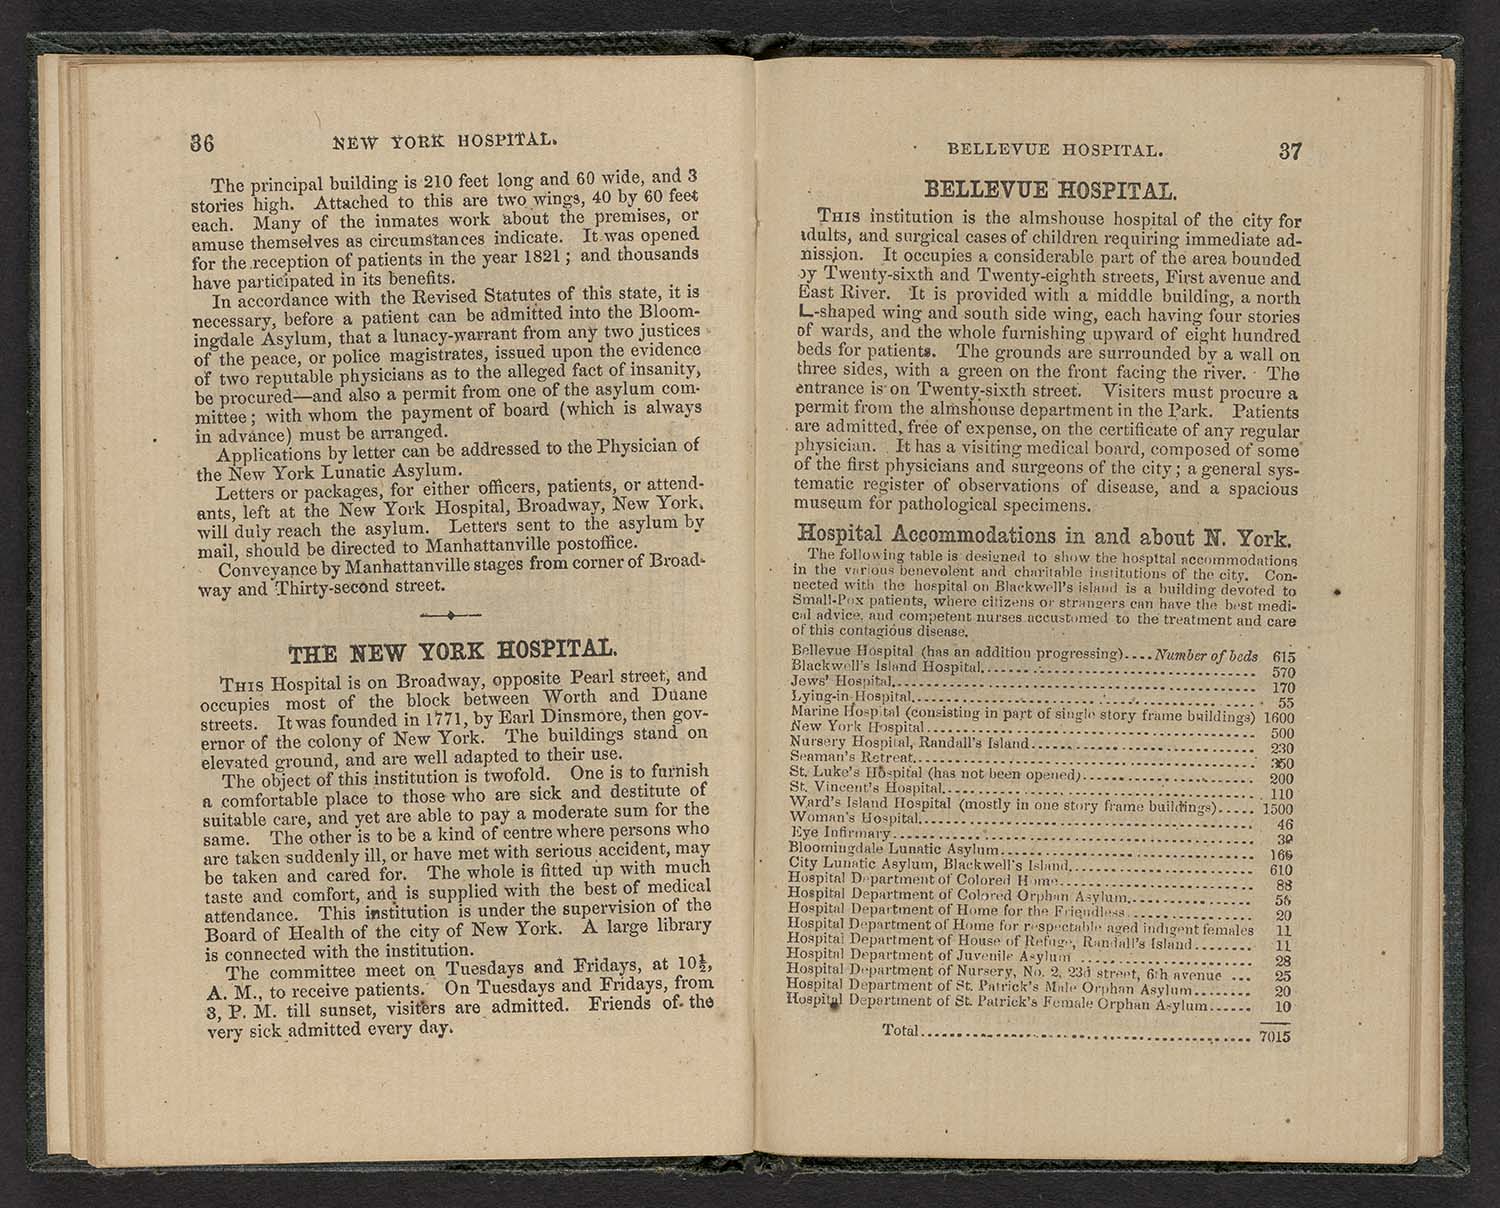 36
NEW YORK HOSPITAL.
The principal building is 210 feet long and 60 wide, and 3
stories high. Attached to this are two wings, 40 by 60 feet
each. Many of the inmates work about the premises, or
amuse themselves as circumstances indicate. It was opened
for the reception of patients in the year 1821; and thousands
have participated in its benefits.
In accordance with the Revised Statutes of this state, it is
necessary, before a patient can be admitted into the Bloom-
ingdale Asylum, that a lunacy-warrant from any two justices
of the peace, or police magistrates, issued upon the evidence
of two reputable physicians as to the alleged fact of insanity,
be procured—and also a permit from one of the asylum com-
mittee; with whom the payment of board (which is always
in advance) must be arranged.
Applications by letter can be addressed to the Physician of
the New York Lunatic Asylum.
Letters or packages, for either officers, patients, or attend-
ants, left at the New York Hospital, Broadway, New York,
will duly reach the asylum. Letters sent to the asylum by
mail, should be directed to Manhattanville postoffice.
Conveyance by Manhattanville stages from corner of Broad-
way and Thirty-second street.
THE NEW YORK HOSPITAL.
THIS Hospital is on Broadway, opposite Pearl street, and
occupies most of the block between Worth and Duane
streets. It was founded in 1771, by Earl Dinsmore, then gov-
ernor of the colony of New York. The buildings stand on
elevated ground, and are well adapted to their use.
The object of this institution is twofold. One is to furnish
a comfortable place to those who are sick and destitute of
suitable care, and yet are able to pay a moderate sum for the
same. The other is to be a kind of centre where persons who
are taken suddenly ill, or have met with serious accident, may
be taken and cared for. The whole is fitted up with much
taste and comfort, and is supplied with the best of medical
attendance. This institution is under the supervision of the
Board of Health of the city of New York. A large library
is connected with the institution.
The committee meet on Tuesdays and Fridays, at 10½,
A. M., to receive patients. On Tuesdays and Fridays, from
3, P. M. till sunset, visiters are admitted. Friends of the
very sick admitted every day.
BELLEVUE HOSPITAL.
37
BELLEVUE HOSPITAL.
THIS institution is the almshouse hospital of the city for
adults, and surgical cases of children requiring immediate ad-
mission. It occupies a considerable part of the area bounded
by Twenty-sixth and Twenty-eighth streets, First avenue and
East River. It is provided with a middle building, a north
L-shaped wing and south side wing, each having four stories
of wards, and the whole furnishing upward of eight hundred
beds for patients. The grounds are surrounded by a wall on
three sides, with a green on the front facing the river. The
entrance is on Twenty-sixth street. Visiters must procure a
permit from the almshouse department in the Park. Patients
are admitted, free of expense, on the certificate of any regular
physician. It has a visiting medical board, composed of some
of the first physicians and surgeons of the city; a general sys-
tematic register of observations of disease, and a spacious
museum for pathological specimens.
Hospital Accommodations in and about N. York.
The following table is designed to show the hospital accommodations
in the various benevolent and charitable institutions of the city. Con-
nected with the hospital on Blackwell's island is a building devoted to
Small-Pox patients, where citizens or strangers can have the best medi-
cal advice, and competent nurses accustomed to the treatment and care
of this contagious disease.
Bellevue Hospital (has an addition progressing)....Number of beds 615
Blackwell's Island Hospital.......... 570
Jews' Hospital.......... 170
Lying-in Hospital.......... 55
Marine Hospital (consisting in part of single story frame buildings) 1600
New York Hospital.......... 500
Nursery Hospital, Randall's Island.......... 230
Seaman's Retreat.......... 350
St. Luke's Hospital (has not been opened).......... 200
St. Vincent's Hospital.......... 110
Ward's Island Hospital (mostly in one story frame buildings)..... 1500
Woman's Hospital.......... 46
Eye Infirmary..........
Bloomingdale Lunatic Asylum..........
City Lunatic Asylum, Blackwell's Island.......... 610
Hospital Department of Colored Home..........
Hospital Department of Colored Orphan Asylum..........
Hospital Department of Home for the Friendless.......... 20
Hospital Department of Home for respectable aged indigent females 11
Hospital Department of House of Refuge, Randall's Island........ 11
Hospital Department of Juvenile Asylum.......... 28
Hospital Department of Nursery, No. 2, 23d street, 6th avenue ... 25
Hospital Department of St. Patrick's Male Orphan Asylum........ 20
Hospital Department of St. Patrick's Female Orphan Asylum...... 10
Total.......... 7015